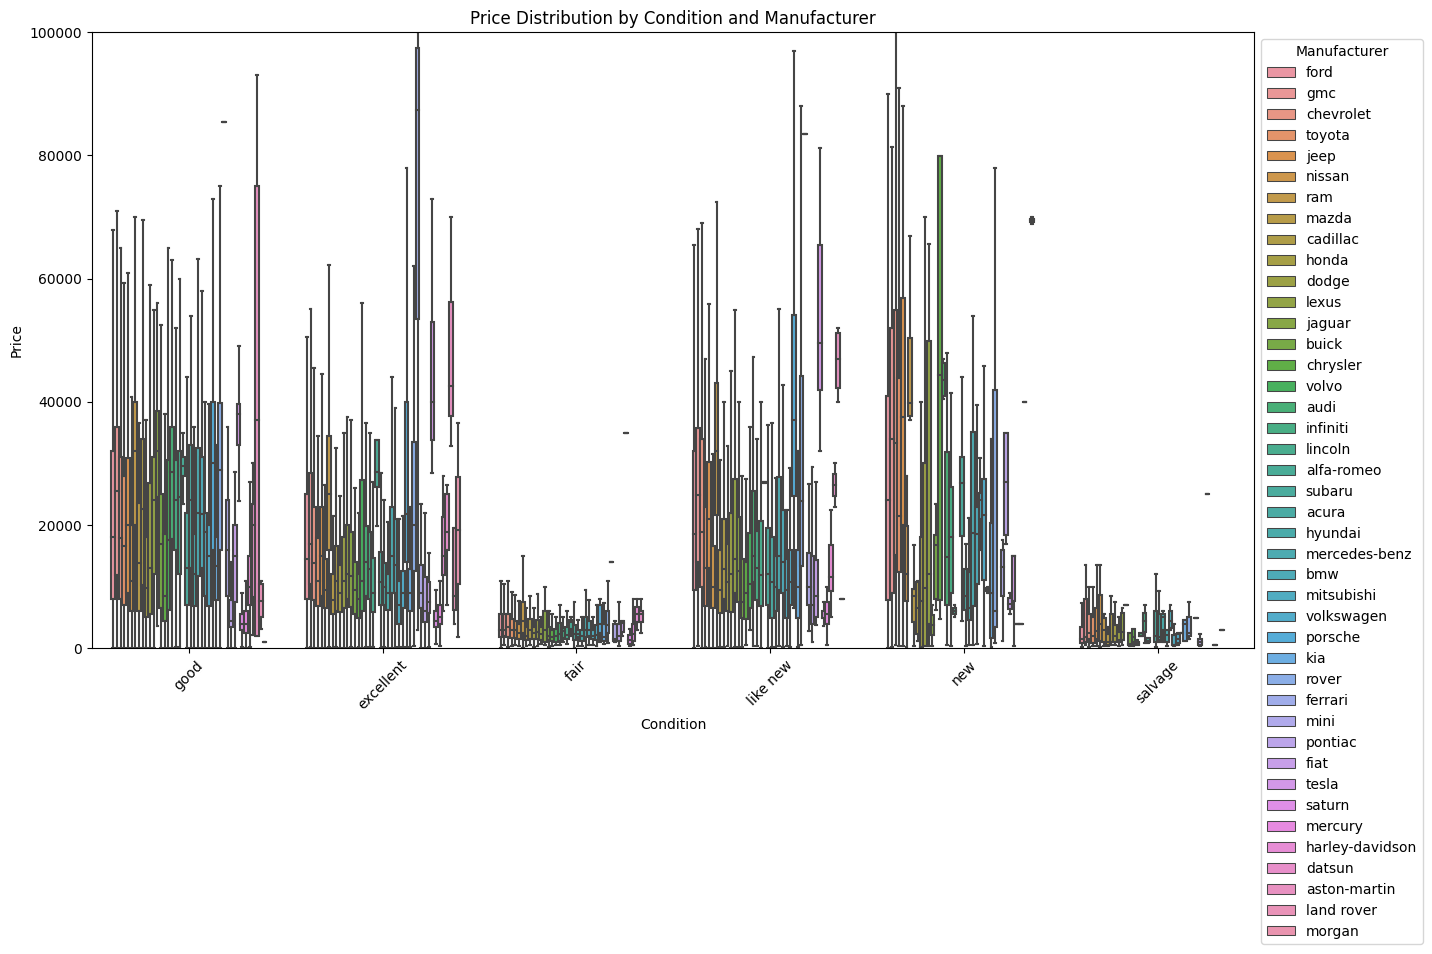 Price Distribution by Condition and Manufacturer
100000
80000
60000
40000
20000
0
Price
good
excellent
fair
like new
new
salvage
Condition
Manufacturer
ford
gmc
chevrolet
toyota
jeep
nissan
ram
mazda
cadillac
honda
dodge
lexus
jaguar
buick
chrysler
volvo
audi
infiniti
lincoln
alfa-romeo
subaru
acura
hyundai
mercedes-benz
bmw
mitsubishi
volkswagen
porsche
kia
rover
ferrari
mini
pontiac
fiat
tesla
saturn
mercury
harley-davidson
datsun
aston-martin
land rover
morgan